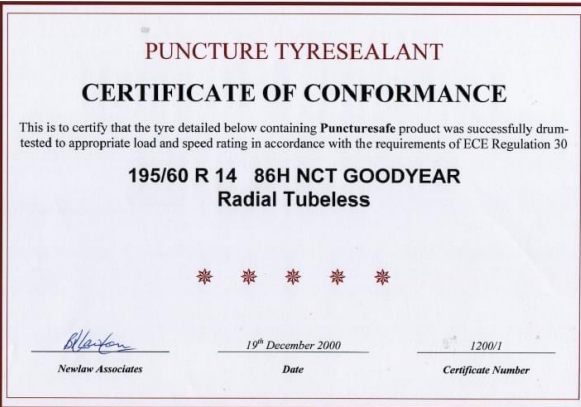 PUNCTURE TYRESEALANT
CERTIFICATE OF CONFORMANCE
This is to certify that the tyre detailed below containing Puncturesafe product was successfully drum-
tested to appropriate load and speed rating in accordance with the requirements of ECE Regulation 30
195/60 R 14 86H NCT GOODYEAR
Radial Tubeless
19th December 2000
1200/1
Newlaw Associates
Date
Certificate Number